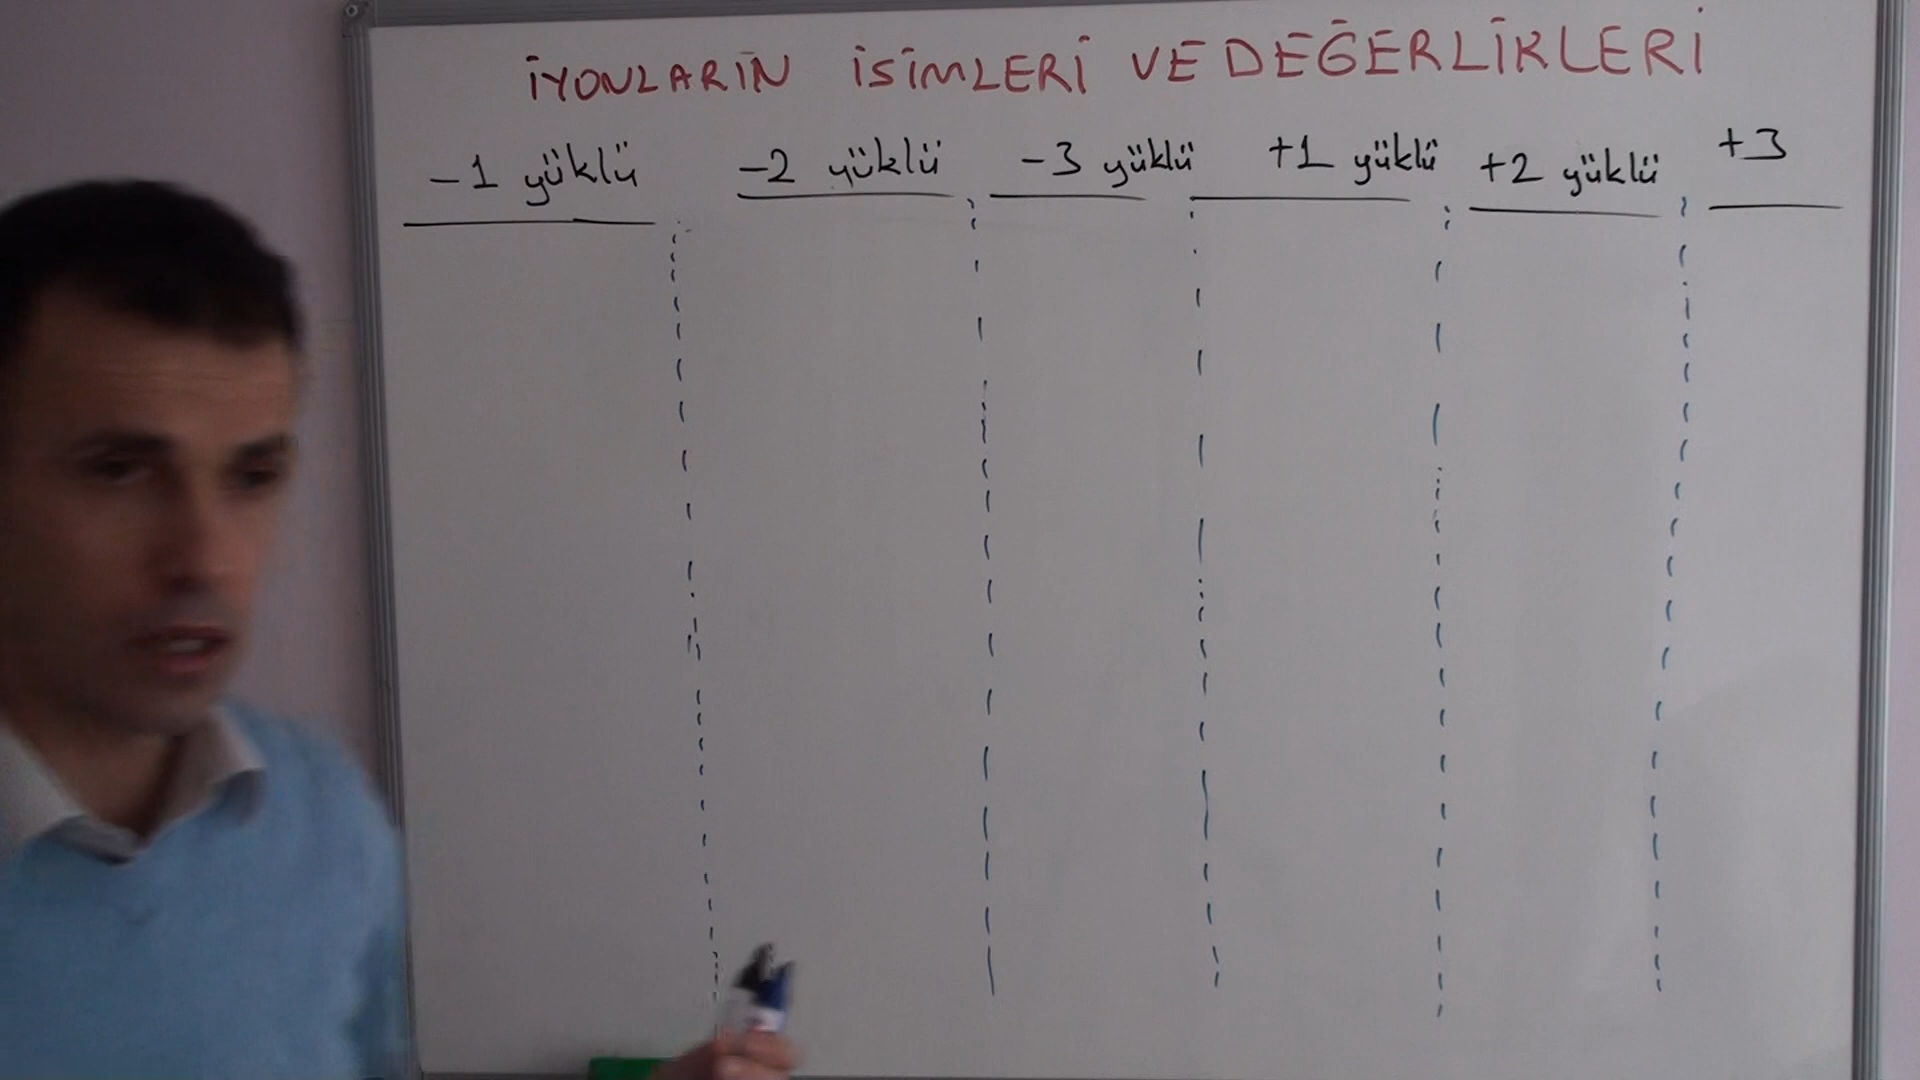 İYONLARIN İSİMLERİ VE DEĞERLİKLERİ
-1 yüklü -2 yüklü -3 yüklü +1 yüklü +2 yüklü +3